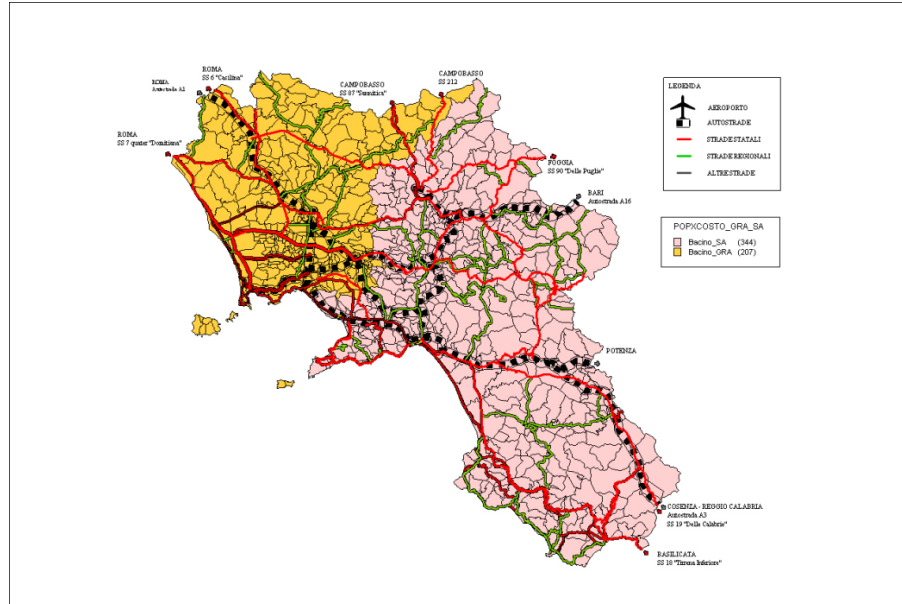 ROMA
SS 6 "Casilina"
ROMA
Autostrada A1
CAMPOBASSO
SS 87 "Sannitica"
CAMPOBASSO
SS 212
ROMA
SS 7 quater "Domitiana"
FOGGIA
SS 90 "Delle Puglie"
BARI
Autostrada A16
POTENZA
COSENZA - REGGIO CALABRIA
Autostrada A3
SS 19 "Delle Calabrie"
BASILICATA
SS 18 "Tirrena Inferiore"
LEGENDA
AEROPORTO
AUTOSTRADE
STRADE STATALI
STRADE REGIONALI
ALTRE STRADE
POPXCOSTO_GRA_SA
Bacino_SA (344)
Bacino_GRA (207)